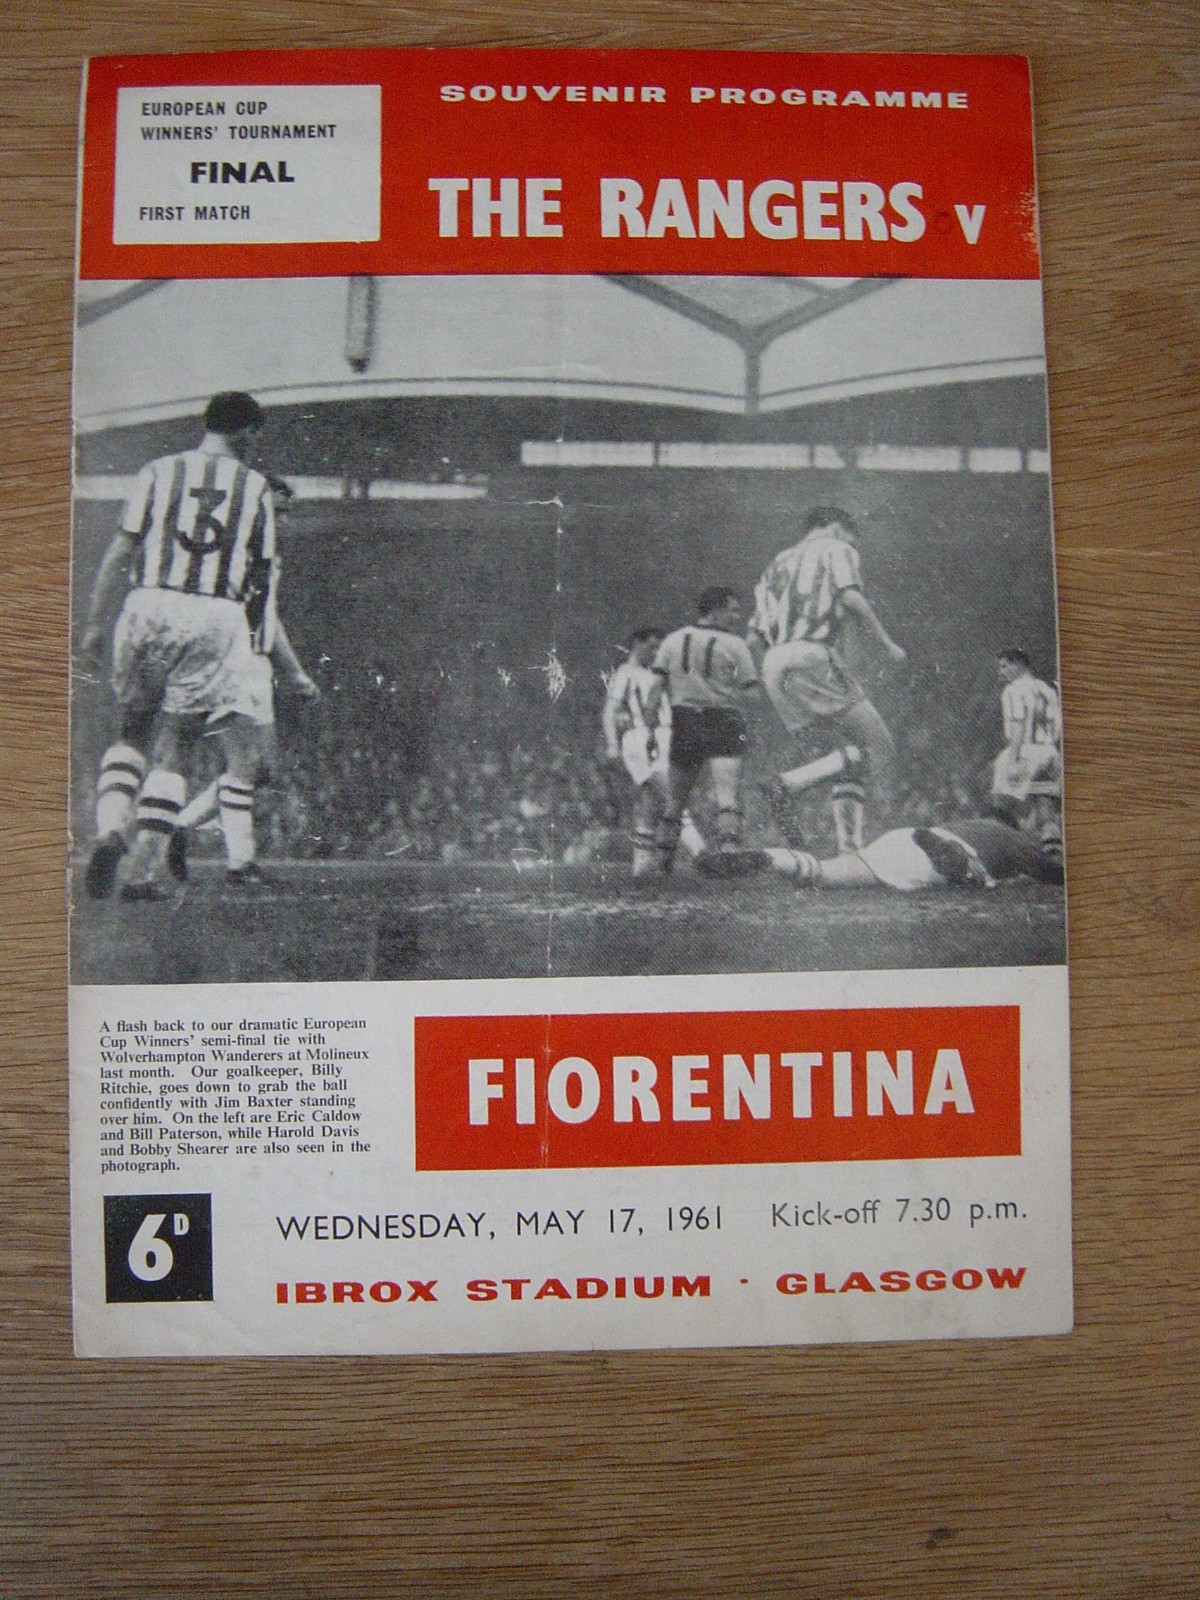 EUROPEAN CUP
WINNERS' TOURNAMENT
FINAL
FIRST MATCH
SOUVENIR PROGRAMME
THE RANGERS V
3
11
A flash back to our dramatic European
Cup Winners' semi-final tie with
Wolverhampton Wanderers at Molineux
last month. Our goalkeeper, Billy
Ritchie, goes down to grab the ball
confidently with Jim Baxter standing
over him. On the left are Eric Caldow
and Bill Paterson, while Harold Davis
and Bobby Shearer are also seen in the
photograph.
FIORENTINA
6D
WEDNESDAY, MAY 17, 1961 Kick-off 7.30 p.m.
IBROX STADIUM · GLASGOW